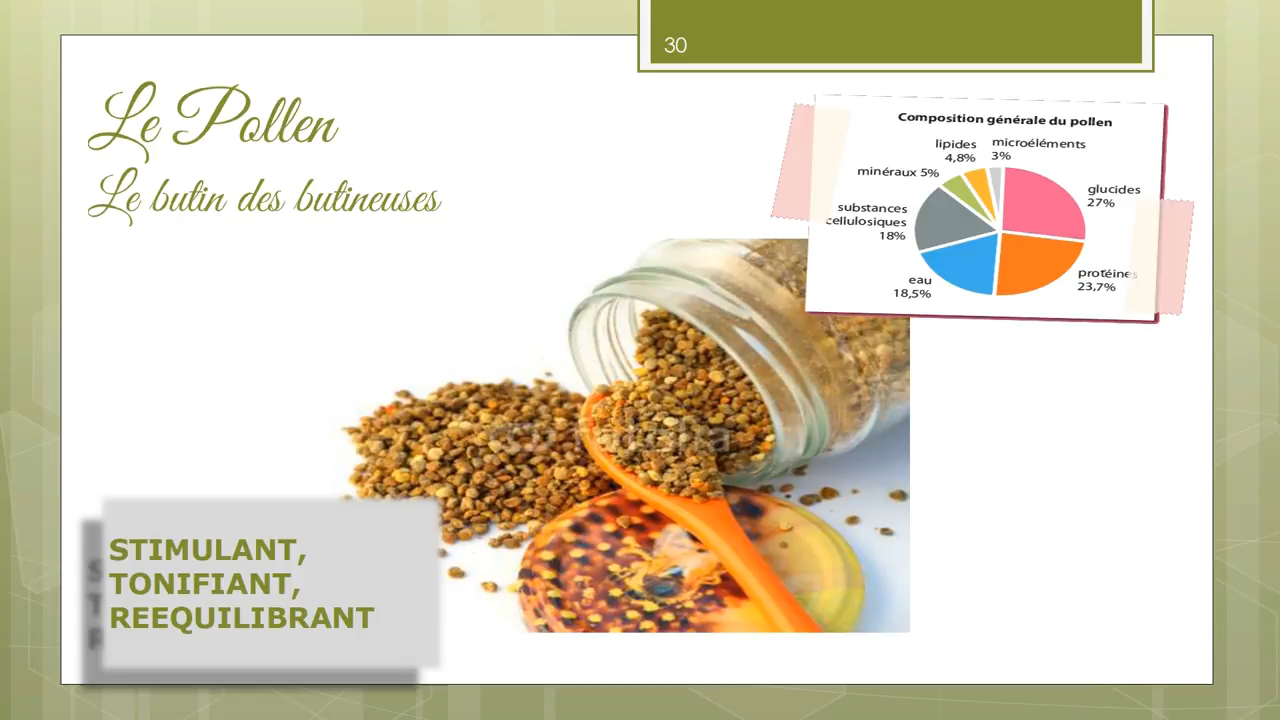 30
Le Pollen
Le butin des butineuses
Composition générale du pollen
lipides
4,8%
microéléments
3%
minéraux 5%
glucides
27%
substances
cellulosiques
18%
protéines
23,7%
eau
18,5%
STIMULANT,
TONIFIANT,
REEQUILIBRANT